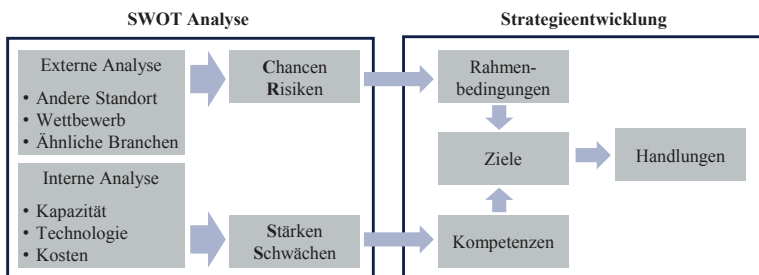 SWOT Analyse
Strategieentwicklung
Externe Analyse
• Andere Standort
• Wettbewerb
• Ähnliche Branchen
Chancen
Risiken
Rahmen-
bedingungen
Ziele
Handlungen
Interne Analyse
• Kapazität
• Technologie
• Kosten
Stärken
Schwächen
Kompetenzen